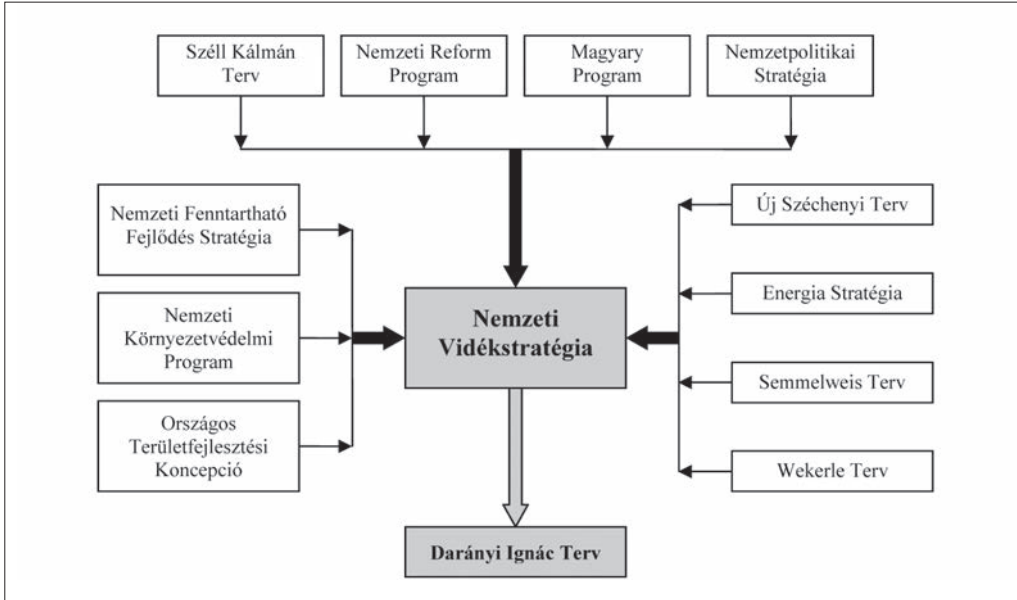 Széll Kálmán
Terv
Nemzeti Reform
Program
Magyary
Program
Nemzetpolitikai
Stratégia
Nemzeti Fenntartható
Fejlődés Stratégia
Nemzeti
Környezetvédelmi
Program
Országos
Területfejlesztési
Koncepció
Nemzeti
Vidékstratégia
Új Széchenyi Terv
Energia Stratégia
Semmelweis Terv
Wekerle Terv
Darányi Ignác Terv